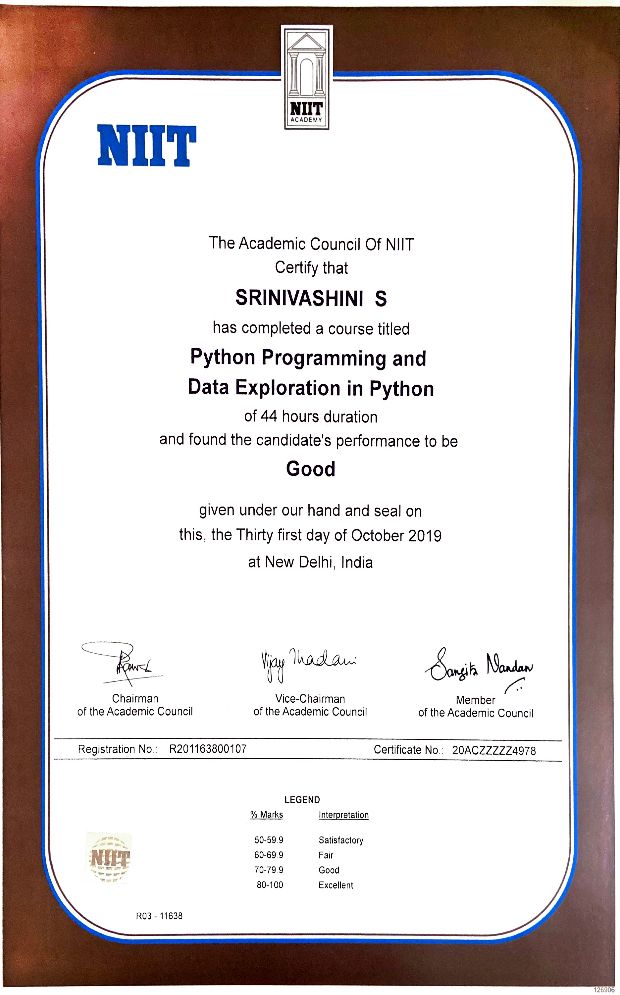 NIIT
ACADEMY
NIIT
The Academic Council Of NIIT
Certify that
SRINIVASHINI S
has completed a course titled
Python Programming and
Data Exploration in Python
of 44 hours duration
and found the candidate's performance to be
Good
given under our hand and seal on
this, the Thirty first day of October 2019
at New Delhi, India
Vijay Thadani Sangita Nandan
Chairman Vice-Chairman Member
of the Academic Council of the Academic Council of the Academic Council
Registration No.: R201163800107 Certificate No.: 20ACZZZZZ4978
LEGEND
% Marks Interpretation
50-59.9 Satisfactory
60-69.9 Fair
70-79.9 Good
80-100 Excellent
NIIT
R03 - 11638
125906